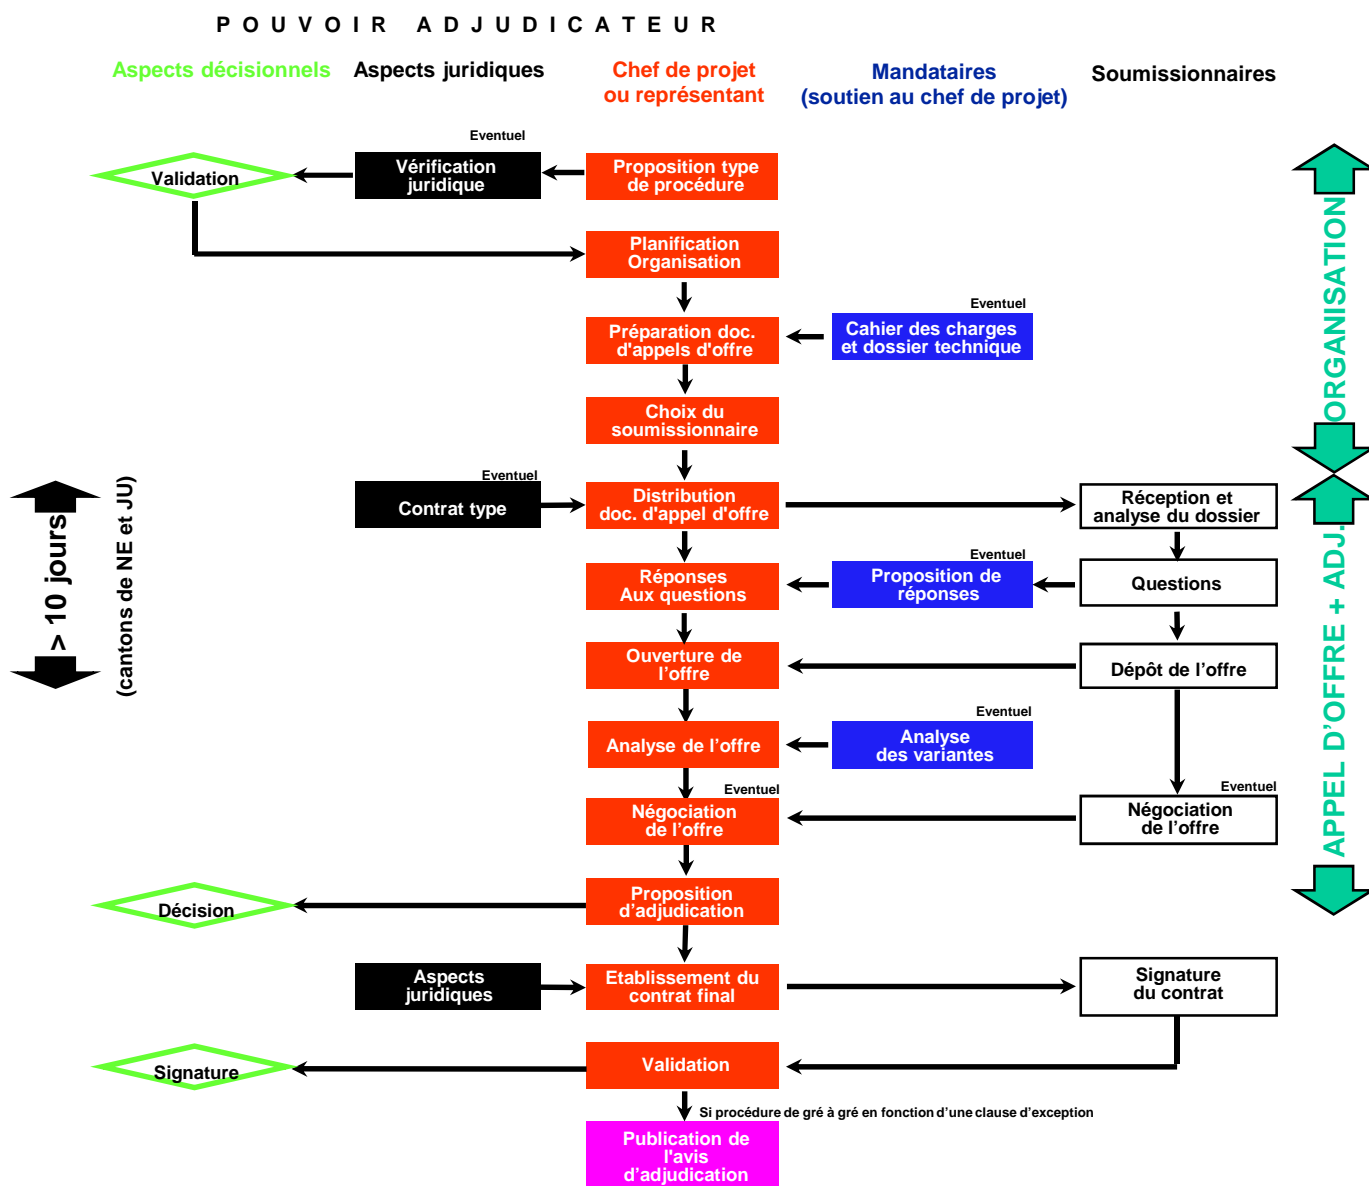 POUVOIR ADJUDICATEUR
Aspects décisionnels
Aspects juridiques
Chef de projet
ou représentant
Mandataires
(soutien au chef de projet)
Soumissionnaires
Eventuel
Validation
Vérification
juridique
Proposition type
de procédure
Planification
Organisation
Eventuel
Préparation doc.
d'appels d'offre
Cahier des charges
et dossier technique
Choix du
soumissionnaire
ORGANISATION
Eventuel
Contrat type
Distribution
doc. d'appel d'offre
Réception et
analyse du dossier
> 10 jours
(cantons de NE et JU)
Eventuel
Réponses
Aux questions
Proposition de
réponses
Questions
Ouverture de
l’offre
Dépôt de l’offre
Eventuel
Analyse de l’offre
Analyse
des variantes
Eventuel
Eventuel
Négociation
de l’offre
Négociation
de l’offre
APPEL D’OFFRE + ADJ.
Décision
Proposition
d’adjudication
Aspects
juridiques
Etablissement du
contrat final
Signature
du contrat
Signature
Validation
Si procédure de gré à gré en fonction d’une clause d’exception
Publication de
l'avis
d’adjudication